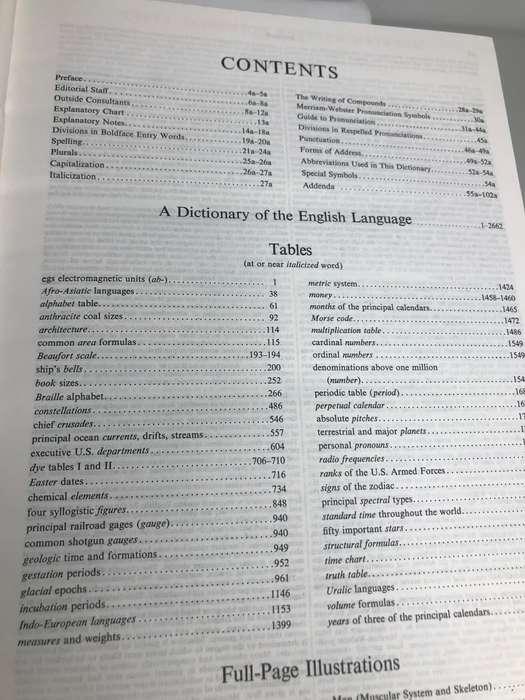 CONTENTS
Preface 4a–5a
Editorial Staff 6a–8a
Outside Consultants 8a–12a
Explanatory Chart 13a
Explanatory Notes 14a–18a
Divisions in Boldface Entry Words 19a–20a
Spelling 21a–24a
Plurals 25a–26a
Capitalization 26a–27a
Italicization 27a
The Writing of Compounds 28a–29a
Merriam-Webster Pronunciation Symbols 30a
Guide to Pronunciation 31a–44a
Divisions in Respelled Pronunciations 45a
Punctuation 46a–49a
Forms of Address 49a–52a
Abbreviations Used in This Dictionary 52a–54a
Special Symbols 54a
Addenda 55a–102a
A Dictionary of the English Language 1–2662
Tables
(at or near italicized word)
cgs electromagnetic units (ab-) 1
Afro-Asiatic languages 38
alphabet table 61
anthracite coal sizes 92
architecture 114
common area formulas 115
Beaufort scale 193–194
ship's bells 200
book sizes 252
Braille alphabet 266
constellations 486
chief crusades 546
principal ocean currents, drifts, streams 557
executive U.S. departments 604
dye tables I and II 706–710
Easter dates 716
chemical elements 734
four syllogistic figures 848
principal railroad gages (gauge) 940
common shotgun gauges 940
geologic time and formations 949
gestation periods 952
glacial epochs 961
incubation periods 1146
Indo-European languages 1153
measures and weights 1399
metric system 1424
money 1458–1460
months of the principal calendars 1465
Morse code 1472
multiplication table 1486
cardinal numbers 1549
ordinal numbers 1549
denominations above one million
(number) 154
periodic table (period) 168
perpetual calendar 16
absolute pitches 17
terrestrial and major planets 1
personal pronouns
radio frequencies
ranks of the U.S. Armed Forces
signs of the zodiac
principal spectral types
standard time throughout the world
fifty important stars
structural formulas
time chart
truth table
Uralic languages
volume formulas
years of three of the principal calendars
Full-Page Illustrations
Man (Muscular System and Skeleton)